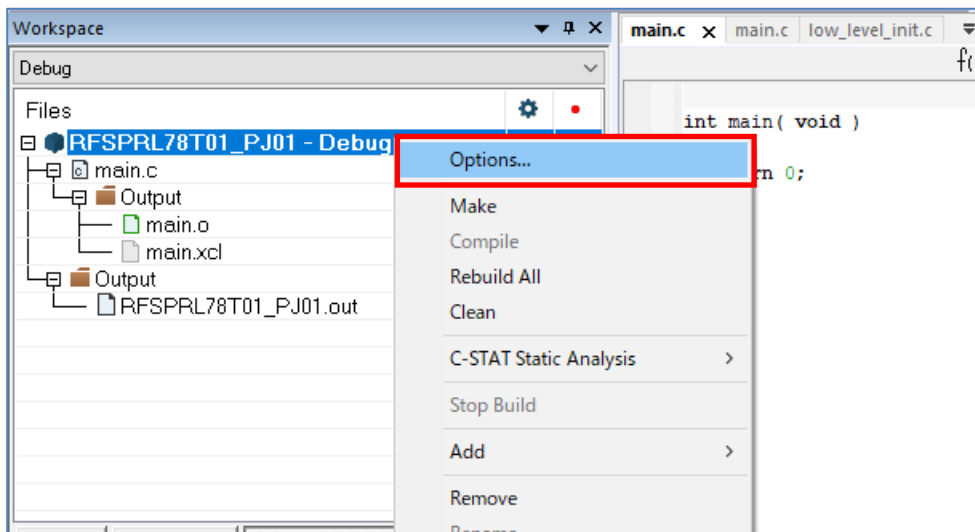 Workspace
Debug
Files
RFSPRL78T01_PJ01 - Debug
main.c
Output
main.o
main.xcl
Output
RFSPRL78T01_PJ01.out
Options...
Make
Compile
Rebuild All
Clean
C-STAT Static Analysis
Stop Build
Add
Remove
Rename
main.c main.c low_level_init.c
int main( void )
0;